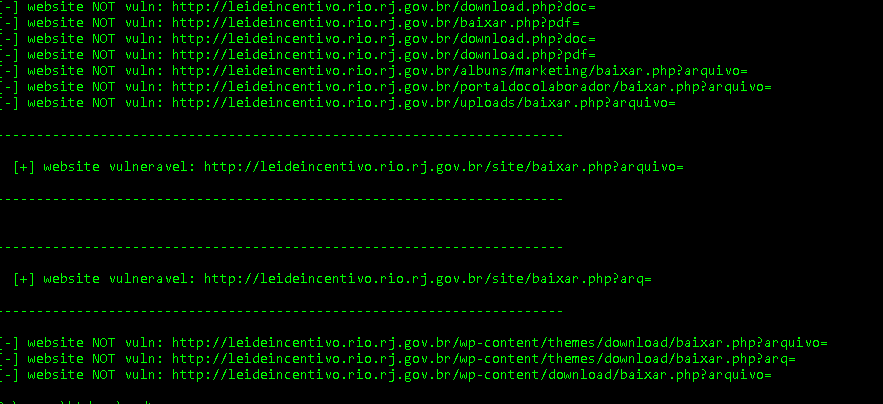 [-] website NOT vuln: http://leideincentivo.rio.rj.gov.br/download.php?doc=
[-] website NOT vuln: http://leideincentivo.rio.rj.gov.br/baixar.php?pdf=
[-] website NOT vuln: http://leideincentivo.rio.rj.gov.br/download.php?doc=
[-] website NOT vuln: http://leideincentivo.rio.rj.gov.br/download.php?pdf=
[-] website NOT vuln: http://leideincentivo.rio.rj.gov.br/albuns/marketing/baixar.php?arquivo=
[-] website NOT vuln: http://leideincentivo.rio.rj.gov.br/portaldocolaborador/baixar.php?arquivo=
[-] website NOT vuln: http://leideincentivo.rio.rj.gov.br/uploads/baixar.php?arquivo=
[+] website vulneravel: http://leideincentivo.rio.rj.gov.br/site/baixar.php?arquivo=
[+] website vulneravel: http://leideincentivo.rio.rj.gov.br/site/baixar.php?arq=
[-] website NOT vuln: http://leideincentivo.rio.rj.gov.br/wp-content/themes/download/baixar.php?arquivo=
[-] website NOT vuln: http://leideincentivo.rio.rj.gov.br/wp-content/themes/download/baixar.php?arq=
[-] website NOT vuln: http://leideincentivo.rio.rj.gov.br/wp-content/download/baixar.php?arquivo=